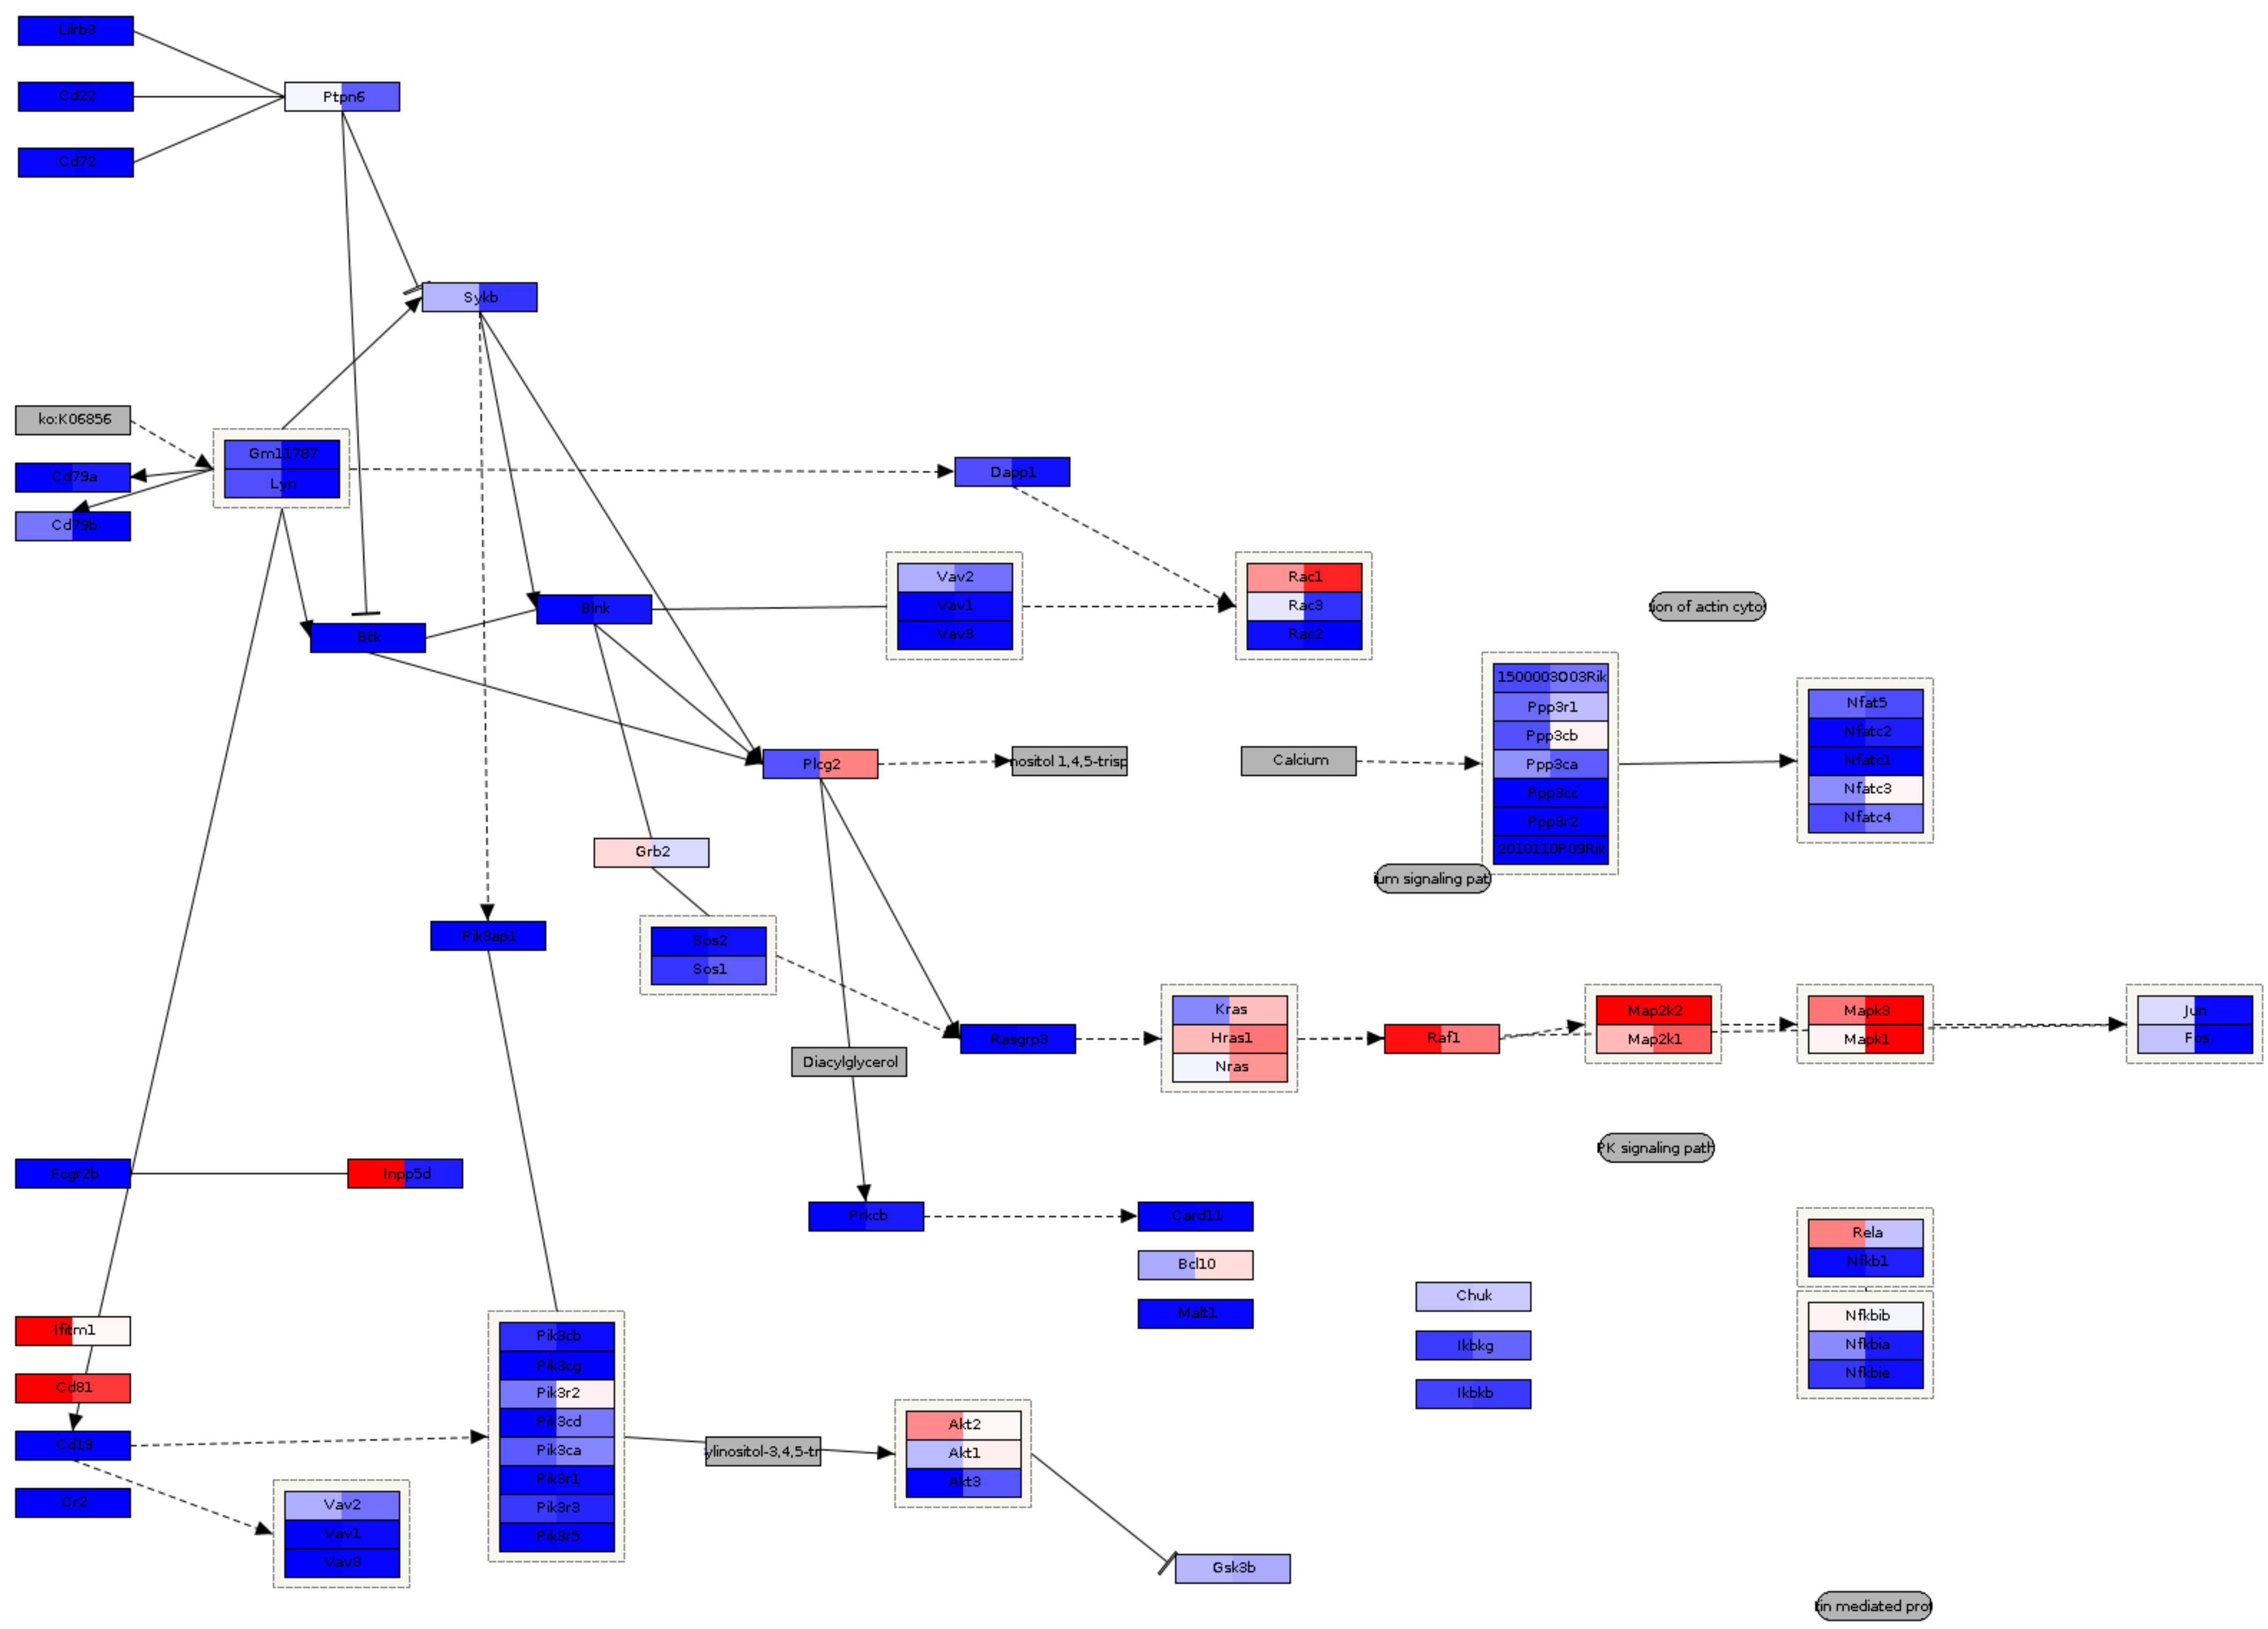 Lilrb3
Cd22
Ptpn6
Cd72
Sykb
ko:K06856
Gm11787
Lyn
Cd79a
Cd79b
Dapp1
Vav2
Vav1
Vav3
Rac1
Rac3
Rac2
ion of actin cyto
Blnk
Btk
1500003O03Rik
Ppp3r1
Ppp3cb
Ppp3ca
Ppp3cc
Ppp3r2
2010110P09Rik
Nfat5
Nfatc2
Nfatc1
Nfatc3
Nfatc4
Plcg2
nositol 1,4,5-trisp
Calcium
Grb2
ium signaling pat
Pik3ap1
Sos2
Sos1
Rasgrp3
Kras
Hras1
Nras
Raf1
Map2k2
Map2k1
Mapk3
Mapk1
Jun
Fos
Diacylglycerol
PK signaling path
Fcgr2b
Inpp5d
Prkcb
Card11
Bcl10
Malt1
Rela
Nfkb1
Chuk
Ikbkg
Ikbkb
Nfkbib
Nfkbia
Nfkbie
Ifitm1
Cd81
Cd19
Cr2
Pik3cb
Pik3cg
Pik3r2
Pik3cd
Pik3ca
Pik3r1
Pik3r3
Pik3r5
ylinositol-3,4,5-tr
Akt2
Akt1
Akt3
Vav2
Vav1
Vav3
Gsk3b
tin mediated prot